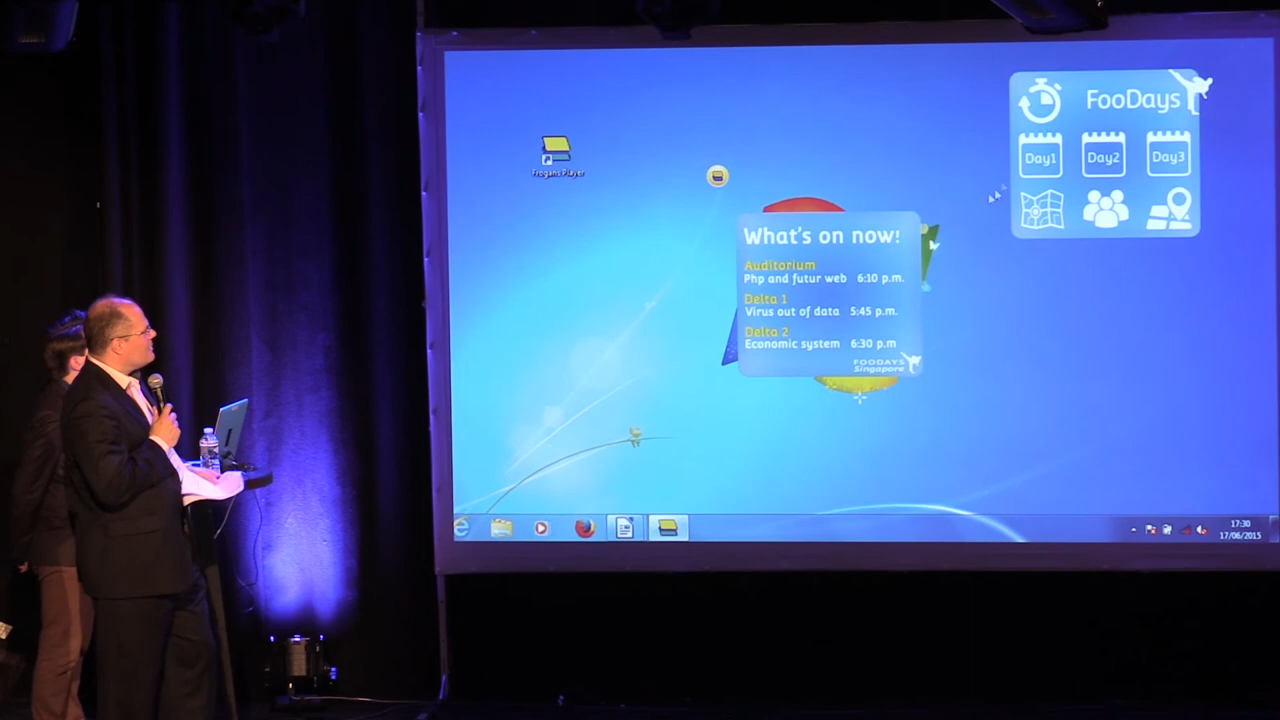 FooDays
Day1
Day2
Day3
Frogans Player
What's on now!
Auditorium
Php and futur web 6:10 p.m.
Delta 1
Virus out of data 5:45 p.m.
Delta 2
Economic system 6:30 p.m
FOODAYS
Singapore
17:30
17/06/2015